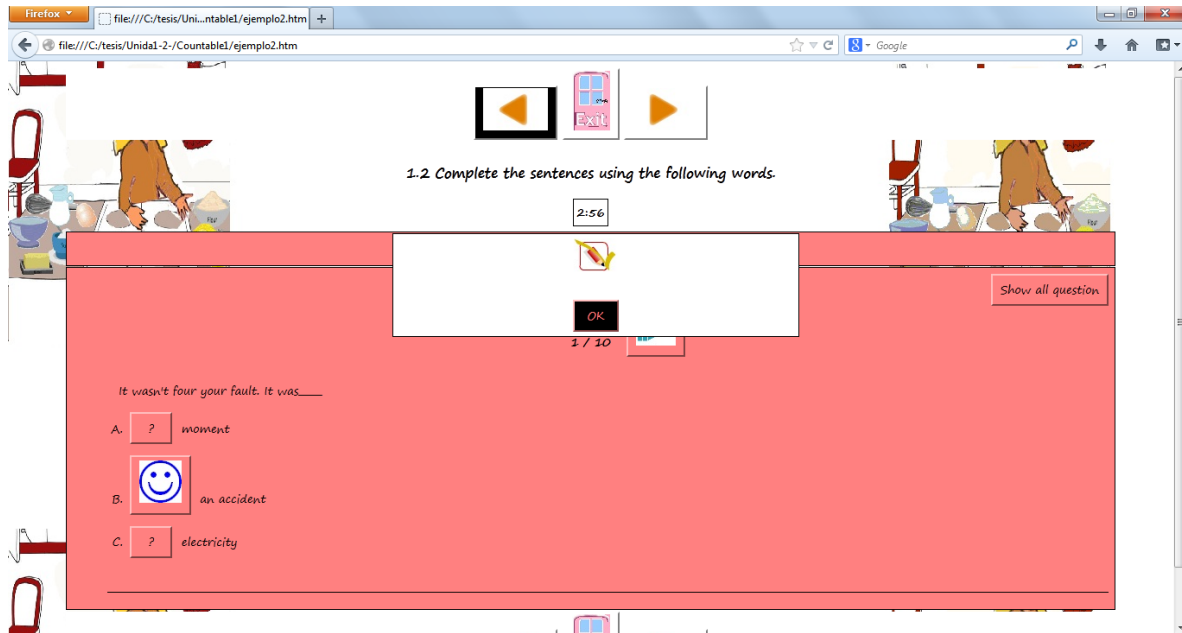 Firefox
file:///C:/tesis/Uni...ntable1/ejemplo2.htm
file:///C:/tesis/Unida1-2-/Countable1/ejemplo2.htm
Google
Exit
1.2 Complete the sentences using the following words.
2:56
OK
Show all question
1 / 10
It wasn't four your fault. It was____
A. ? moment
B. an accident
C. ? electricity